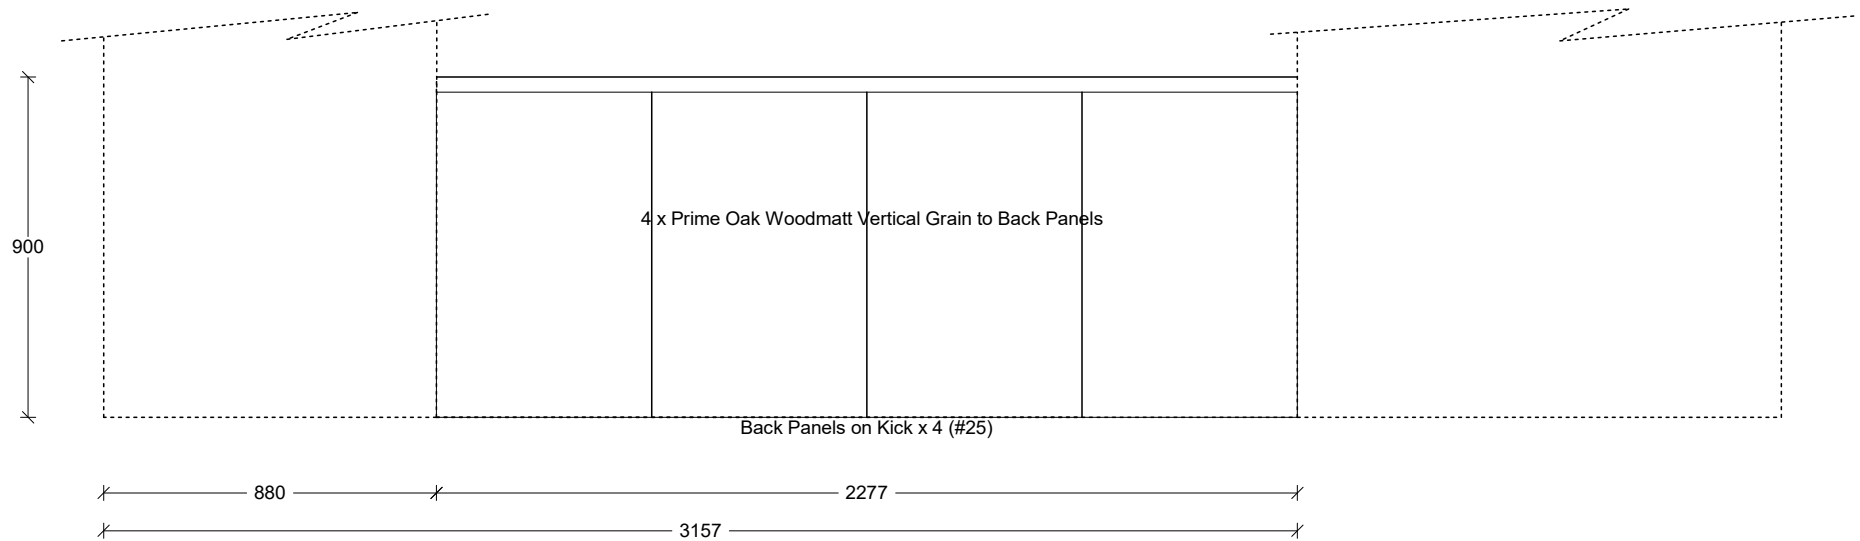 4 x Prime Oak Woodmatt Vertical Grain to Back Panels
900
Back Panels on Kick x 4 (#25)
880
2277
3157